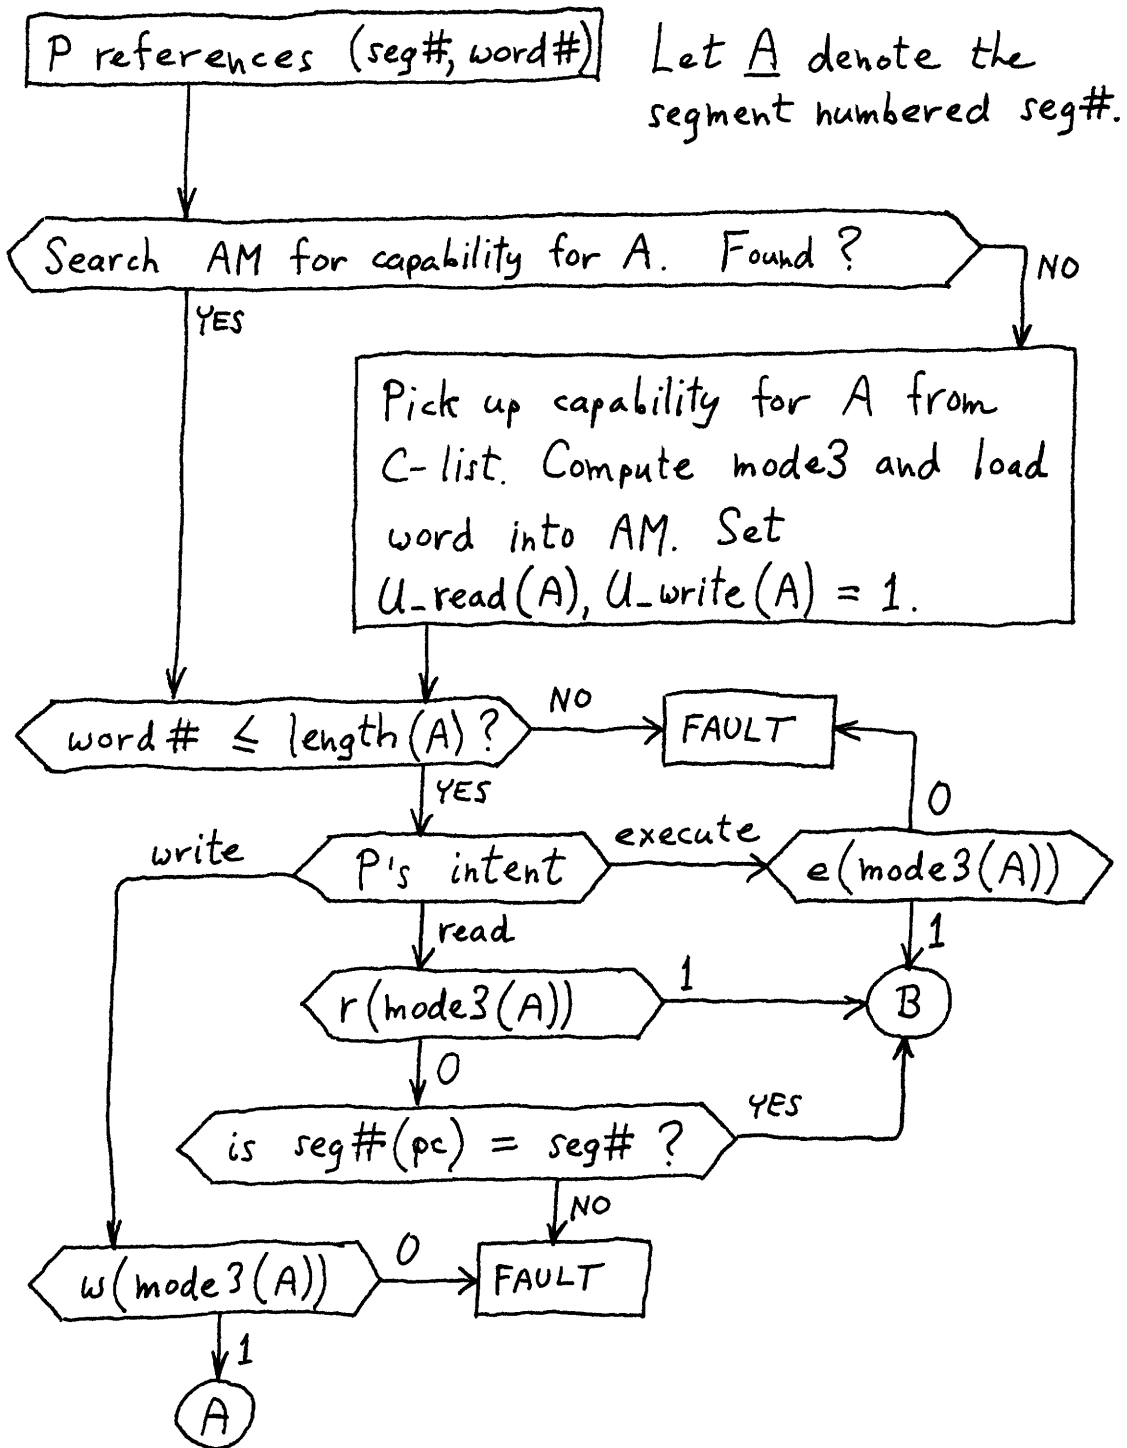 P references (seg#, word#)
Let A denote the
segment numbered seg#.
Search AM for capability for A. Found?
NO
YES
Pick up capability for A from
C-list. Compute mode3 and load
word into AM. Set
U_read(A), U_write(A) = 1.
word# ≤ length(A)?
NO
FAULT
YES
0
write
P's intent
execute
e(mode3(A))
read
1
r(mode3(A))
1
B
0
is seg#(pc) = seg#?
YES
NO
w(mode3(A))
0
FAULT
1
A